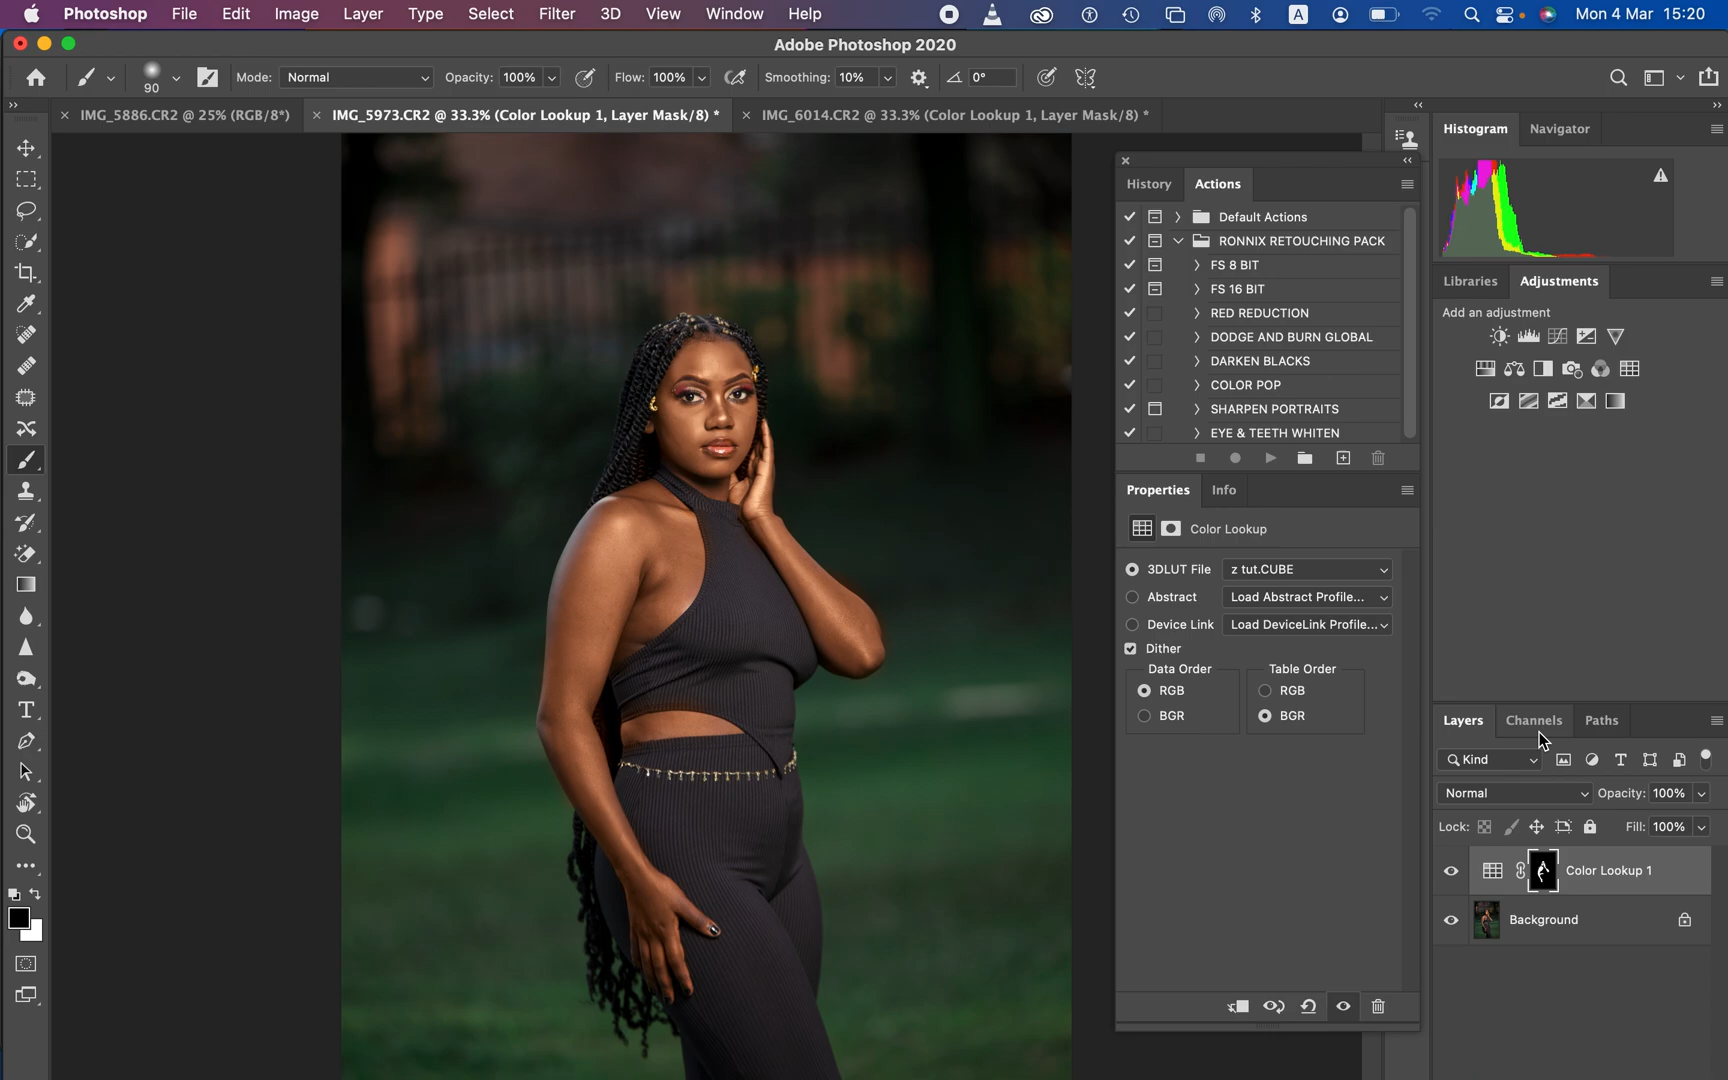 Photoshop File Edit Image Layer Type Select Filter 3D View Window Help A Mon 4 Mar 15:20
Adobe Photoshop 2020
90 Mode: Normal Opacity: 100% Flow: 100% Smoothing: 10% 0°
IMG_5886.CR2 @ 25% (RGB/8*) IMG_5973.CR2 @ 33.3% (Color Lookup 1, Layer Mask/8) * IMG_6014.CR2 @ 33.3% (Color Lookup 1, Layer Mask/8) *
Histogram Navigator
History Actions
Default Actions
RONNIX RETOUCHING PACK
FS 8 BIT
FS 16 BIT
RED REDUCTION
DODGE AND BURN GLOBAL
DARKEN BLACKS
COLOR POP
SHARPEN PORTRAITS
EYE & TEETH WHITEN
Properties Info
Color Lookup
3DLUT File z tut.CUBE
Abstract Load Abstract Profile...
Device Link Load DeviceLink Profile...
Dither
Data Order Table Order
RGB RGB
BGR BGR
Libraries Adjustments
Add an adjustment
Layers Channels Paths
Kind
Normal Opacity: 100%
Lock: Fill: 100%
Color Lookup 1
Background